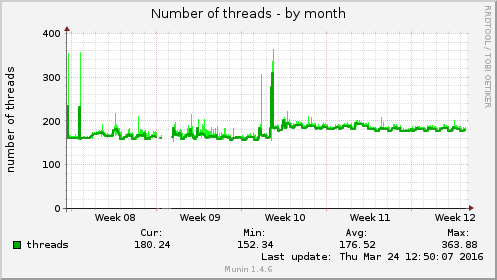 Number of threads - by month
RRDTOOL / TOBI OETIKER
number of threads
400
300
200
100
0
Week 08 Week 09 Week 10 Week 11 Week 12
Cur: Min: Avg: Max:
threads 180.24 152.34 176.52 363.88
Last update: Thu Mar 24 12:50:07 2016
Munin 1.4.6